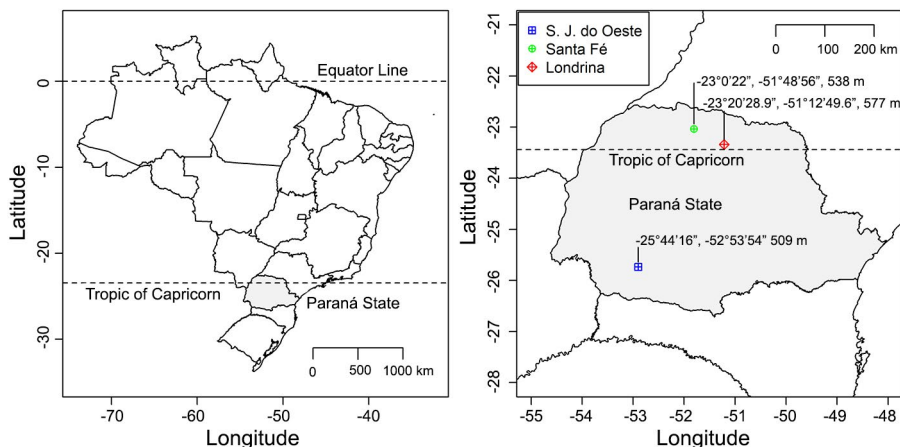 Equator Line
Tropic of Capricorn
Paraná State
0 500 1000 km
0
-10
-20
-30
Latitude
-70 -60 -50 -40
Longitude
S. J. do Oeste
Santa Fé
Londrina
0 100 200 km
-23°0’22”, -51°48’56”, 538 m
-23°20’28.9”, -51°12’49.6”, 577 m
Tropic of Capricorn
Paraná State
-25°44’16”, -52°53’54” 509 m
-21
-22
-23
-24
-25
-26
-27
-28
Latitude
-55 -54 -53 -52 -51 -50 -49 -48
Longitude